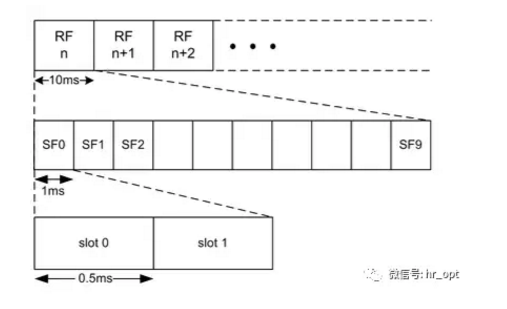 RF
n
RF
n+1
RF
n+2
• • •
10ms
SF0
SF1
SF2
SF9
1ms
slot 0
slot 1
0.5ms
微信号: hr_opt